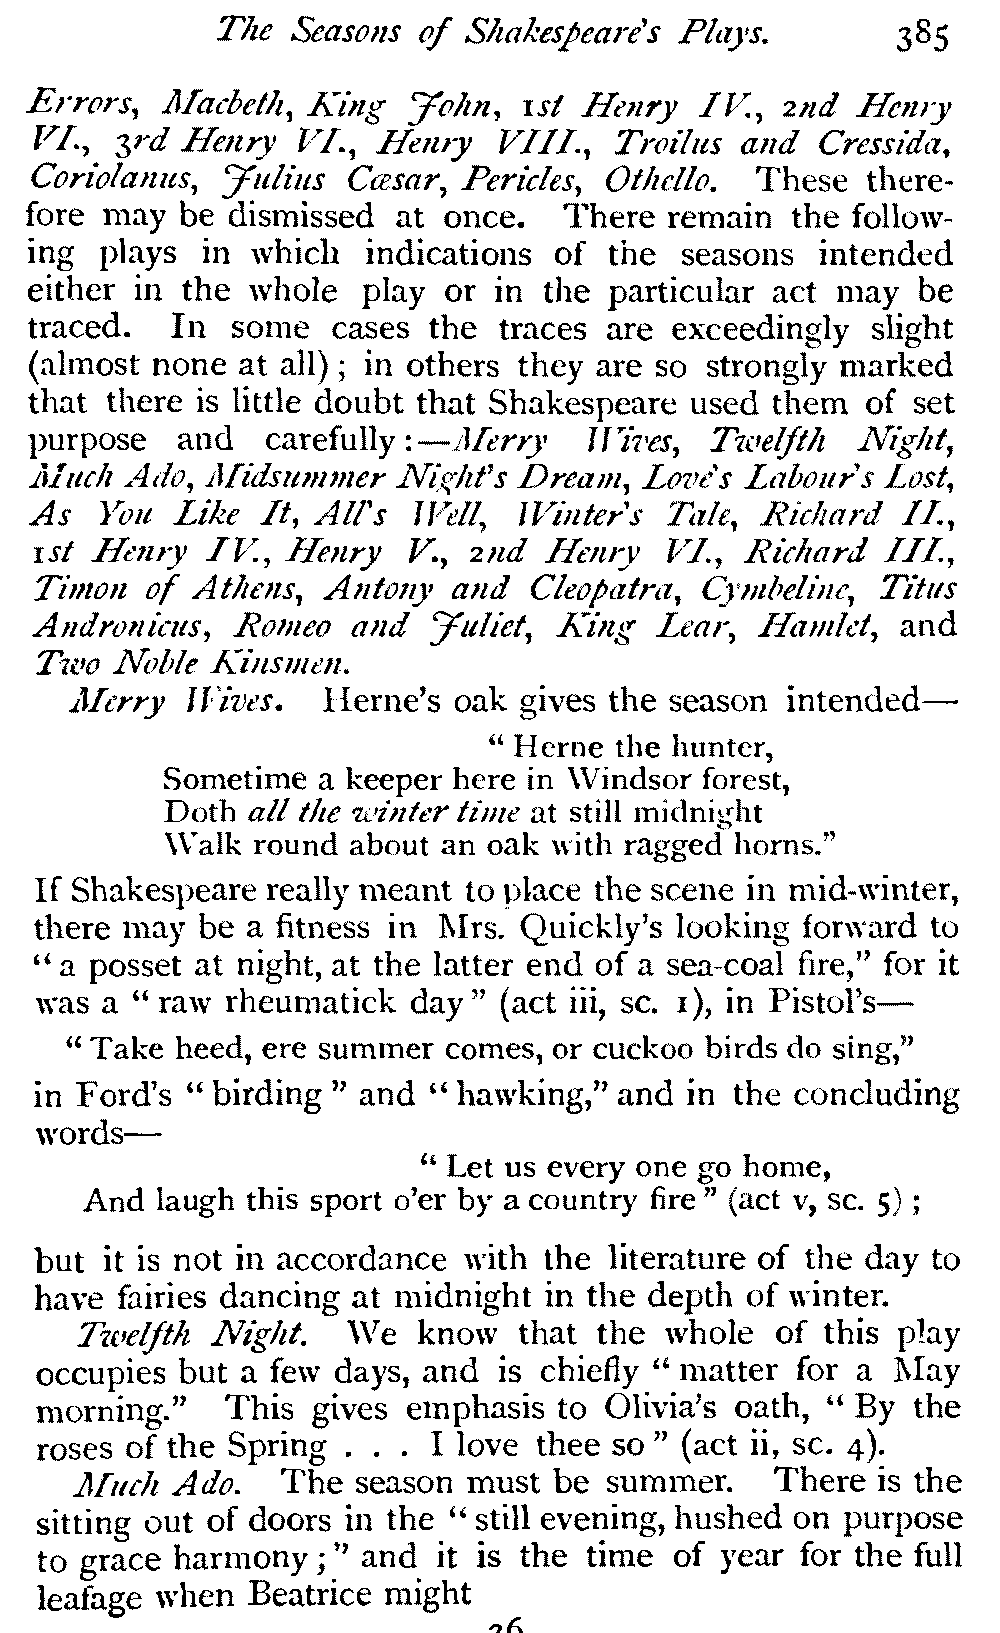 The Seasons of Shakespeare's Plays. 385
Errors, Macbeth, King John, 1st Henry IV., 2nd Henry
VI., 3rd Henry VI., Henry VIII., Troilus and Cressida,
Coriolanus, Julius Cæsar, Pericles, Othello. These there-
fore may be dismissed at once. There remain the follow-
ing plays in which indications of the seasons intended
either in the whole play or in the particular act may be
traced. In some cases the traces are exceedingly slight
(almost none at all); in others they are so strongly marked
that there is little doubt that Shakespeare used them of set
purpose and carefully:—Merry Wives, Twelfth Night,
Much Ado, Midsummer Night's Dream, Love's Labour's Lost,
As You Like It, All's Well, Winter's Tale, Richard II.,
1st Henry IV., Henry V., 2nd Henry VI., Richard III.,
Timon of Athens, Antony and Cleopatra, Cymbeline, Titus
Andronicus, Romeo and Juliet, King Lear, Hamlet, and
Two Noble Kinsmen.
Merry Wives. Herne's oak gives the season intended—
"Herne the hunter,
Sometime a keeper here in Windsor forest,
Doth all the winter time at still midnight
Walk round about an oak with ragged horns."
If Shakespeare really meant to place the scene in mid-winter,
there may be a fitness in Mrs. Quickly's looking forward to
"a posset at night, at the latter end of a sea-coal fire," for it
was a "raw rheumatick day" (act iii, sc. 1), in Pistol's—
"Take heed, ere summer comes, or cuckoo birds do sing,"
in Ford's "birding" and "hawking," and in the concluding
words—
"Let us every one go home,
And laugh this sport o'er by a country fire" (act v, sc. 5);
but it is not in accordance with the literature of the day to
have fairies dancing at midnight in the depth of winter.
Twelfth Night. We know that the whole of this play
occupies but a few days, and is chiefly "matter for a May
morning." This gives emphasis to Olivia's oath, "By the
roses of the Spring . . . I love thee so" (act ii, sc. 4).
Much Ado. The season must be summer. There is the
sitting out of doors in the "still evening, hushed on purpose
to grace harmony;" and it is the time of year for the full
leafage when Beatrice might
26